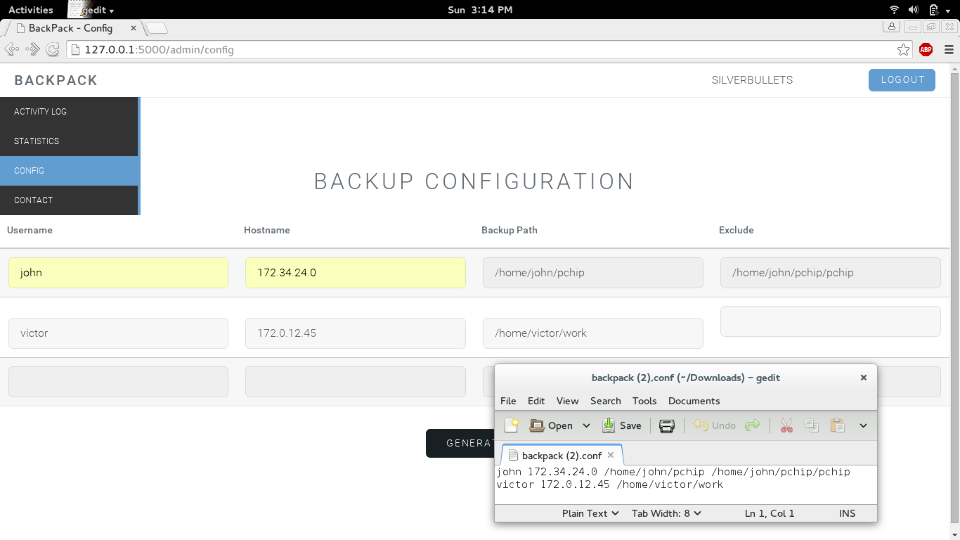 Activities gedit Sun 3:14 PM
BackPack - Config
127.0.0.1:5000/admin/config
ABP
BACKPACK SILVERBULLETS LOGOUT
ACTIVITY LOG
STATISTICS
CONFIG
CONTACT
BACKUP CONFIGURATION
Username Hostname Backup Path Exclude
john 172.34.24.0 /home/john/pchip /home/john/pchip/pchip
victor 172.0.12.45 /home/victor/work
backpack (2).conf (~/Downloads) - gedit
File Edit View Search Tools Documents
Open Save Undo
backpack (2).conf
john 172.34.24.0 /home/john/pchip /home/john/pchip/pchip
victor 172.0.12.45 /home/victor/work
Plain Text Tab Width: 8 Ln 1, Col 1 INS